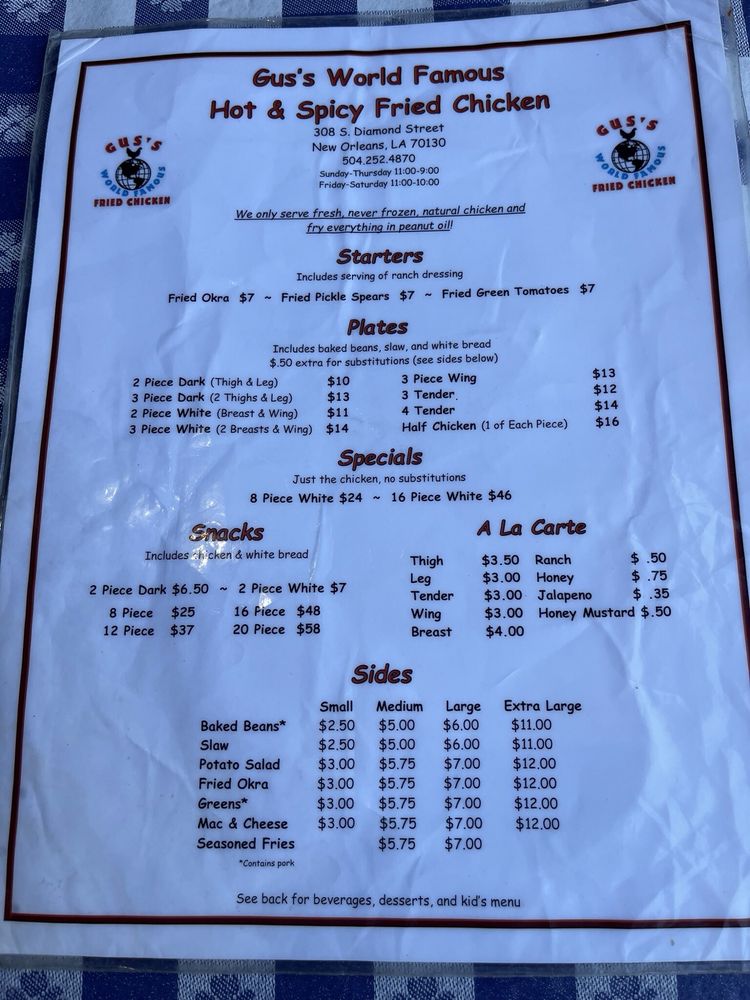 Gus's World Famous
Hot & Spicy Fried Chicken
308 S. Diamond Street
New Orleans, LA 70130
504.252.4870
Sunday-Thursday 11:00-9:00
Friday-Saturday 11:00-10:00
GUS'S
WORLD FAMOUS
FRIED CHICKEN
GUS'S
WORLD FAMOUS
FRIED CHICKEN
We only serve fresh, never frozen, natural chicken and
fry everything in peanut oil!
Starters
Includes serving of ranch dressing
Fried Okra $7 ~ Fried Pickle Spears $7 ~ Fried Green Tomatoes $7
Plates
Includes baked beans, slaw, and white bread
$.50 extra for substitutions (see sides below)
2 Piece Dark (Thigh & Leg) $10 3 Piece Wing $13
3 Piece Dark (2 Thighs & Leg) $13 3 Tender $12
2 Piece White (Breast & Wing) $11 4 Tender $14
3 Piece White (2 Breasts & Wing) $14 Half Chicken (1 of Each Piece) $16
Specials
Just the chicken, no substitutions
8 Piece White $24 ~ 16 Piece White $46
Snacks
Includes chicken & white bread
2 Piece Dark $6.50 ~ 2 Piece White $7
8 Piece $25 16 Piece $48
12 Piece $37 20 Piece $58
A La Carte
Thigh $3.50 Ranch $ .50
Leg $3.00 Honey $ .75
Tender $3.00 Jalapeno $ .35
Wing $3.00 Honey Mustard $.50
Breast $4.00
Sides
Small Medium Large Extra Large
Baked Beans* $2.50 $5.00 $6.00 $11.00
Slaw $2.50 $5.00 $6.00 $11.00
Potato Salad $3.00 $5.75 $7.00 $12.00
Fried Okra $3.00 $5.75 $7.00 $12.00
Greens* $3.00 $5.75 $7.00 $12.00
Mac & Cheese $3.00 $5.75 $7.00 $12.00
Seasoned Fries $5.75 $7.00
*Contains pork
See back for beverages, desserts, and kid's menu